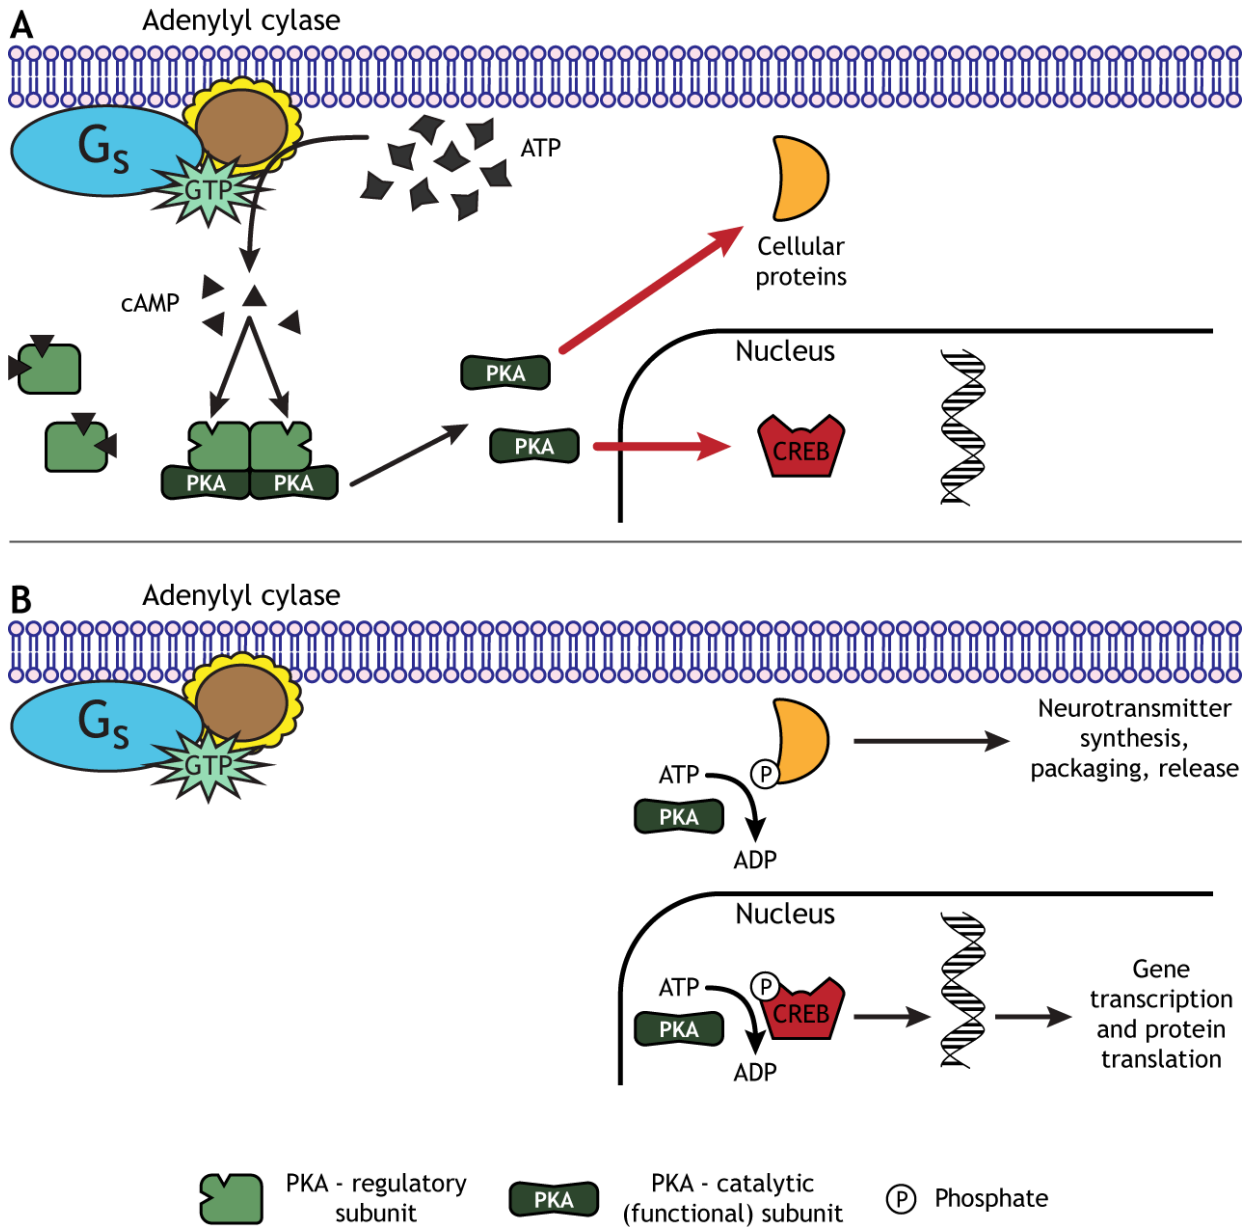 A
Adenylyl cylase
Gs
GTP
ATP
cAMP
Cellular
proteins
Nucleus
PKA
PKA
CREB
PKA
PKA
B
Adenylyl cylase
Gs
GTP
Neurotransmitter
synthesis,
packaging, release
P
ATP
PKA
ADP
Nucleus
ATP
P
CREB
PKA
ADP
Gene
transcription
and protein
translation
PKA - regulatory
subunit
PKA
PKA - catalytic
(functional) subunit
P
Phosphate